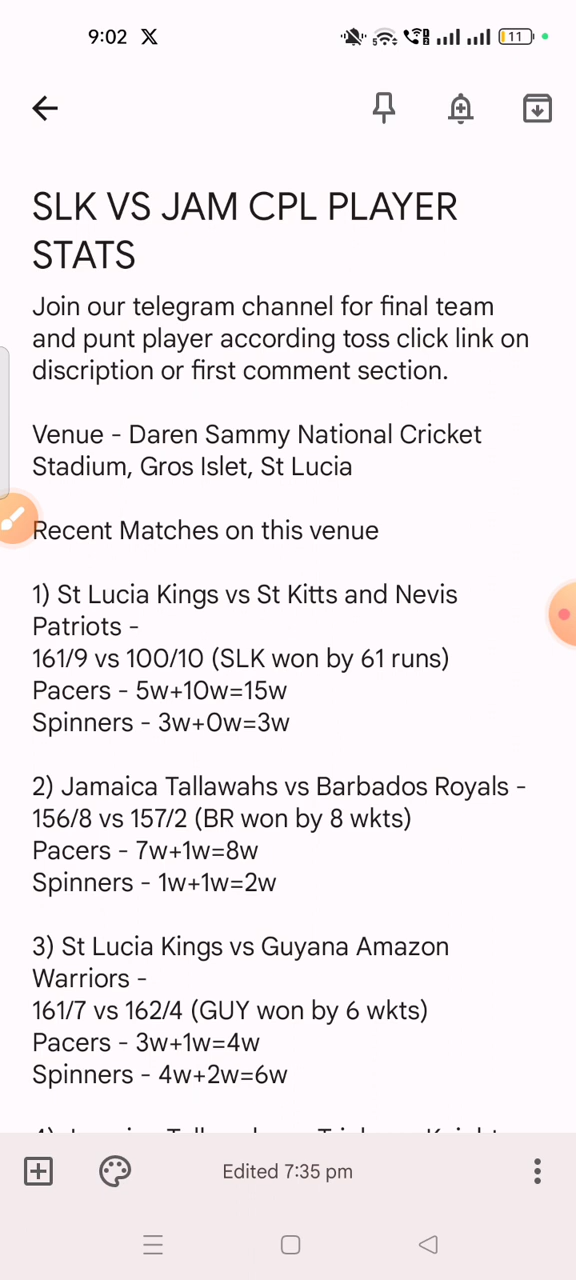 9:02
11
SLK VS JAM CPL PLAYER
STATS
Join our telegram channel for final team
and punt player according toss click link on
discription or first comment section.
Venue - Daren Sammy National Cricket
Stadium, Gros Islet, St Lucia
Recent Matches on this venue
1) St Lucia Kings vs St Kitts and Nevis
Patriots -
161/9 vs 100/10 (SLK won by 61 runs)
Pacers - 5w+10w=15w
Spinners - 3w+0w=3w
2) Jamaica Tallawahs vs Barbados Royals -
156/8 vs 157/2 (BR won by 8 wkts)
Pacers - 7w+1w=8w
Spinners - 1w+1w=2w
3) St Lucia Kings vs Guyana Amazon
Warriors -
161/7 vs 162/4 (GUY won by 6 wkts)
Pacers - 3w+1w=4w
Spinners - 4w+2w=6w
Edited 7:35 pm